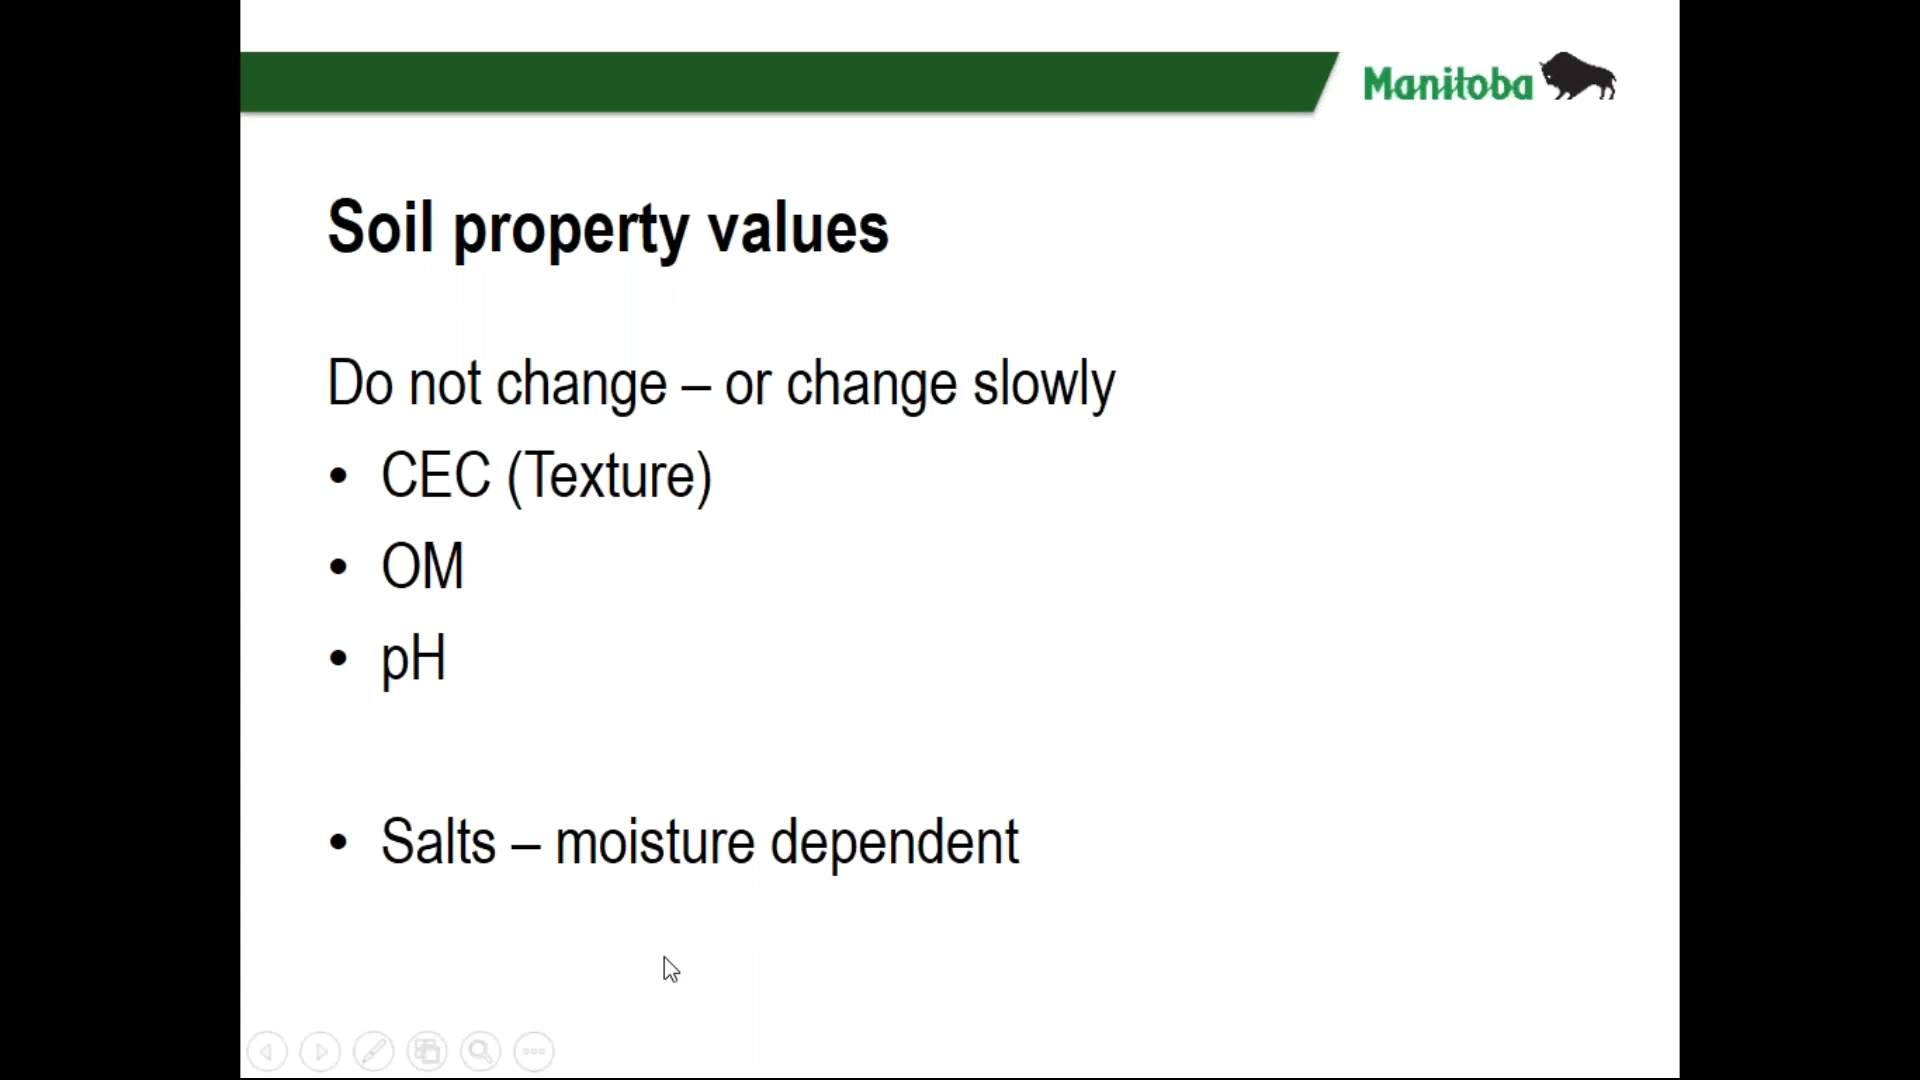 Manitoba
Soil property values
Do not change – or change slowly
• CEC (Texture)
• OM
• pH
• Salts – moisture dependent